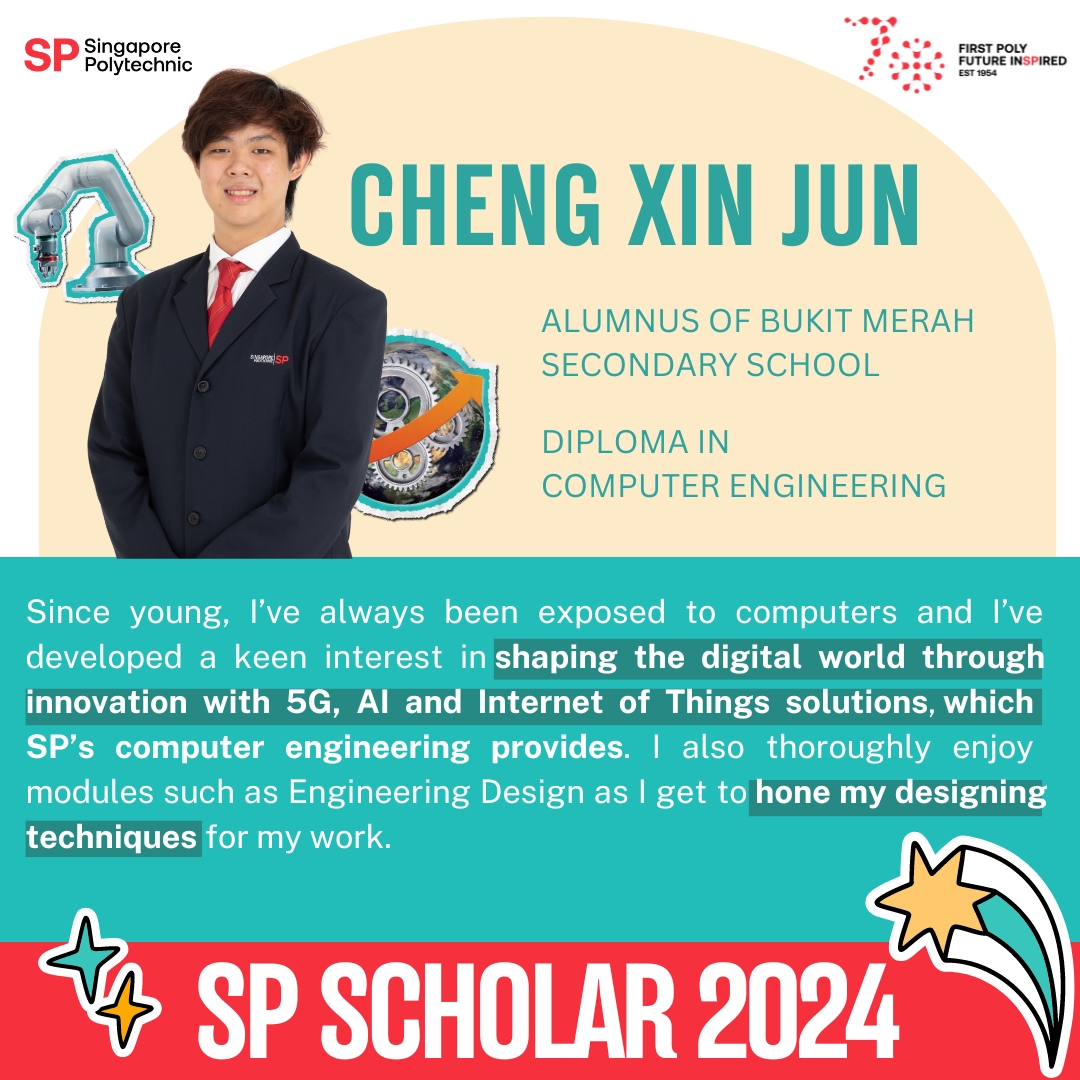 SP Singapore
Polytechnic
70
FIRST POLY
FUTURE INSPIRED
EST 1954
CHENG XIN JUN
ALUMNUS OF BUKIT MERAH
SECONDARY SCHOOL
DIPLOMA IN
COMPUTER ENGINEERING
SINGAPORE
POLYTECHNIC SP
Since young, I’ve always been exposed to computers and I’ve
developed a keen interest in shaping the digital world through
innovation with 5G, AI and Internet of Things solutions, which
SP’s computer engineering provides. I also thoroughly enjoy
modules such as Engineering Design as I get to hone my designing
techniques for my work.
SP SCHOLAR 2024